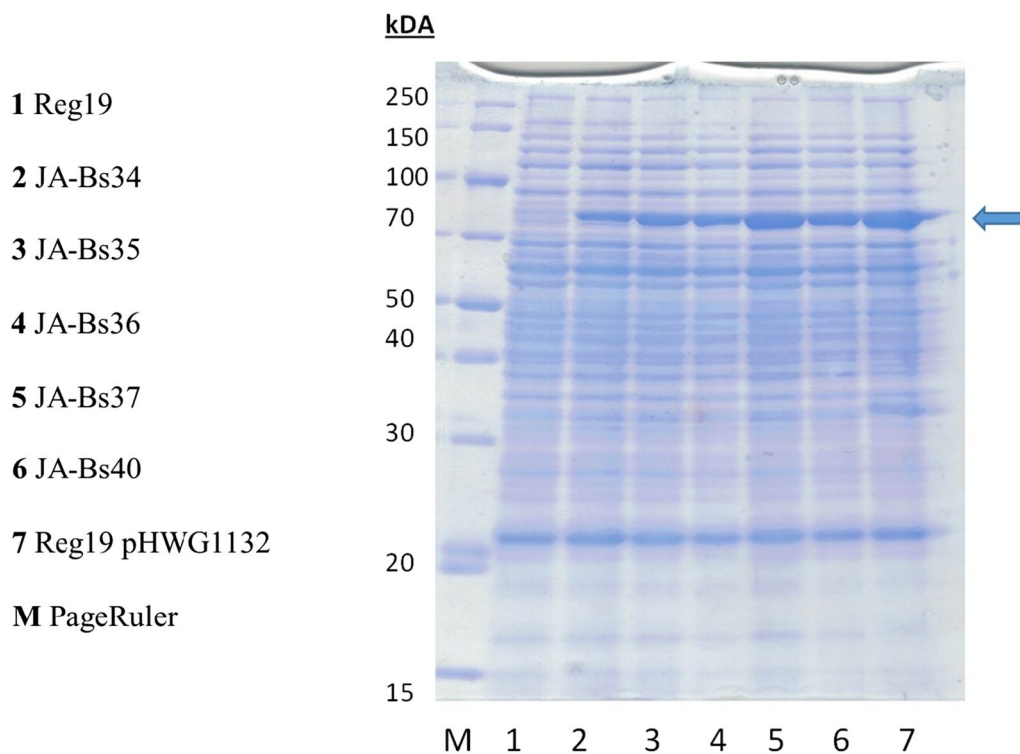 kDA
1 Reg19
2 JA-Bs34
3 JA-Bs35
4 JA-Bs36
5 JA-Bs37
6 JA-Bs40
7 Reg19 pHWG1132
M PageRuler
250
150
100
70
50
40
30
20
15
M 1 2 3 4 5 6 7